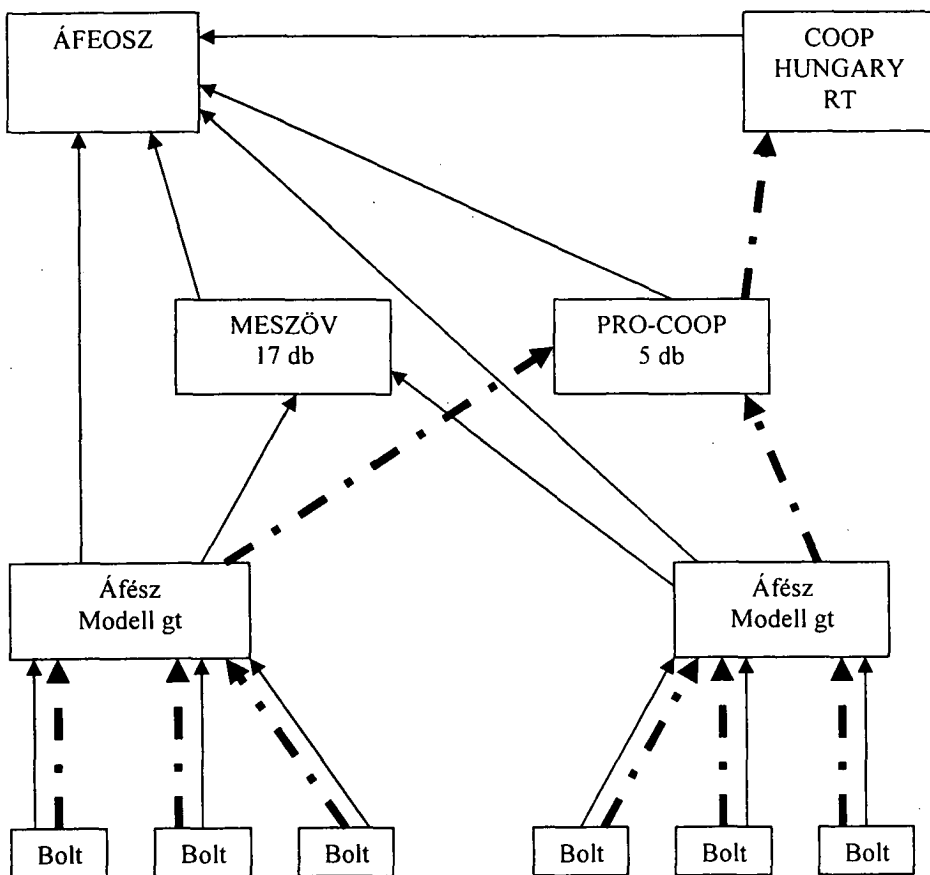 ÁFEOSZ
COOP
HUNGARY
RT
MESZÖV
17 db
PRO-COOP
5 db
Áfész
Modell gt
Áfész
Modell gt
Bolt
Bolt
Bolt
Bolt
Bolt
Bolt